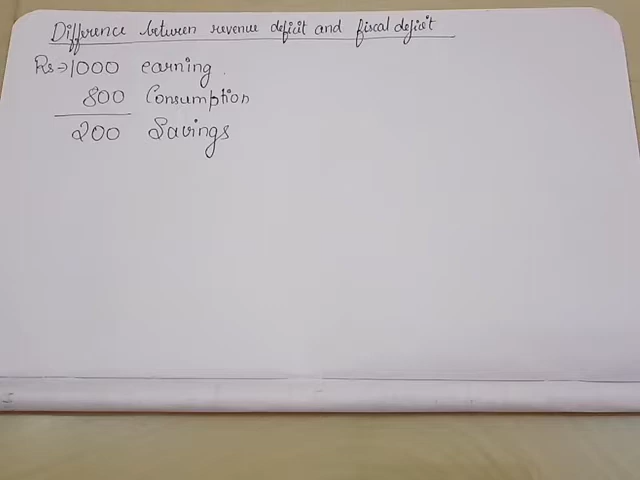 Difference between revenue deficit and fiscal deficit
Rs→1000 earning
800 Consumption
200 Savings